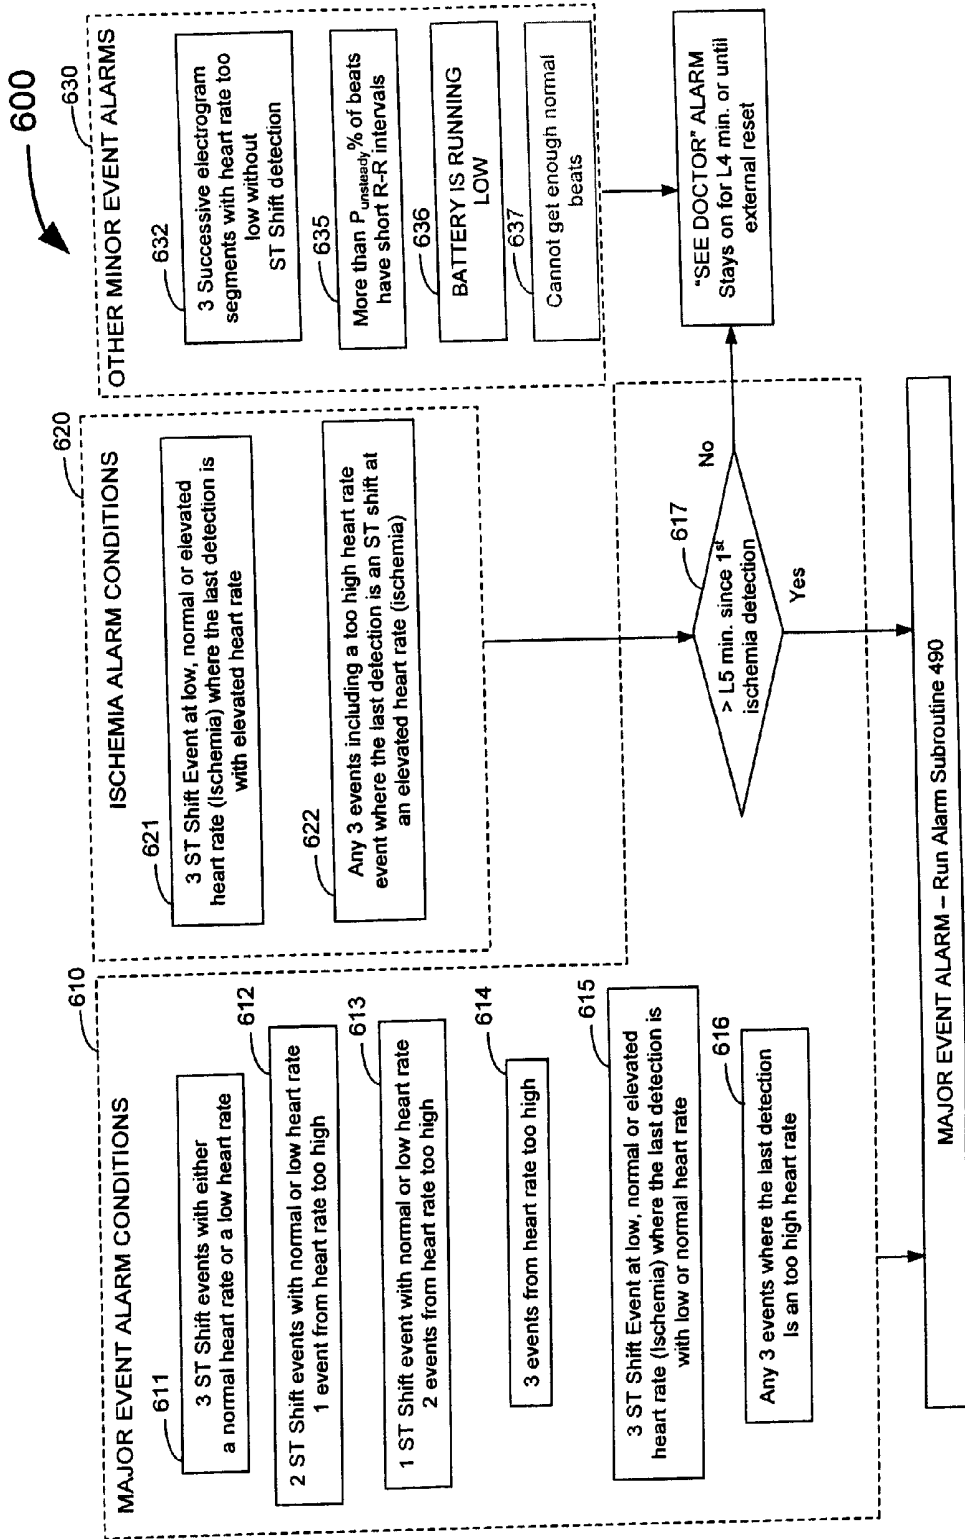 600
610
MAJOR EVENT ALARM CONDITIONS
611
3 ST Shift events with either
a normal heart rate or a low heart rate
612
2 ST Shift events with normal or low heart rate
1 event from heart rate too high
613
1 ST Shift event with normal or low heart rate
2 events from heart rate too high
614
3 events from heart rate too high
615
3 ST Shift Event at low, normal or elevated
heart rate (Ischemia) where the last detection is
with low or normal heart rate
616
Any 3 events where the last detection
Is an too high heart rate
620
ISCHEMIA ALARM CONDITIONS
621
3 ST Shift Event at low, normal or elevated
heart rate (Ischemia) where the last detection is
with elevated heart rate
622
Any 3 events including a too high heart rate
event where the last detection is an ST shift at
an elevated heart rate (ischemia)
630
OTHER MINOR EVENT ALARMS
632
3 Successive electrogram
segments with heart rate too
low without
ST Shift detection
635
More than Punsteady% of beats
have short R-R intervals
636
BATTERY IS RUNNING
LOW
637
Cannot get enough normal
beats
617
> L5 min. since 1st
ischemia detection
No
Yes
"SEE DOCTOR" ALARM
Stays on for L4 min. or until
external reset
MAJOR EVENT ALARM – Run Alarm Subroutine 490